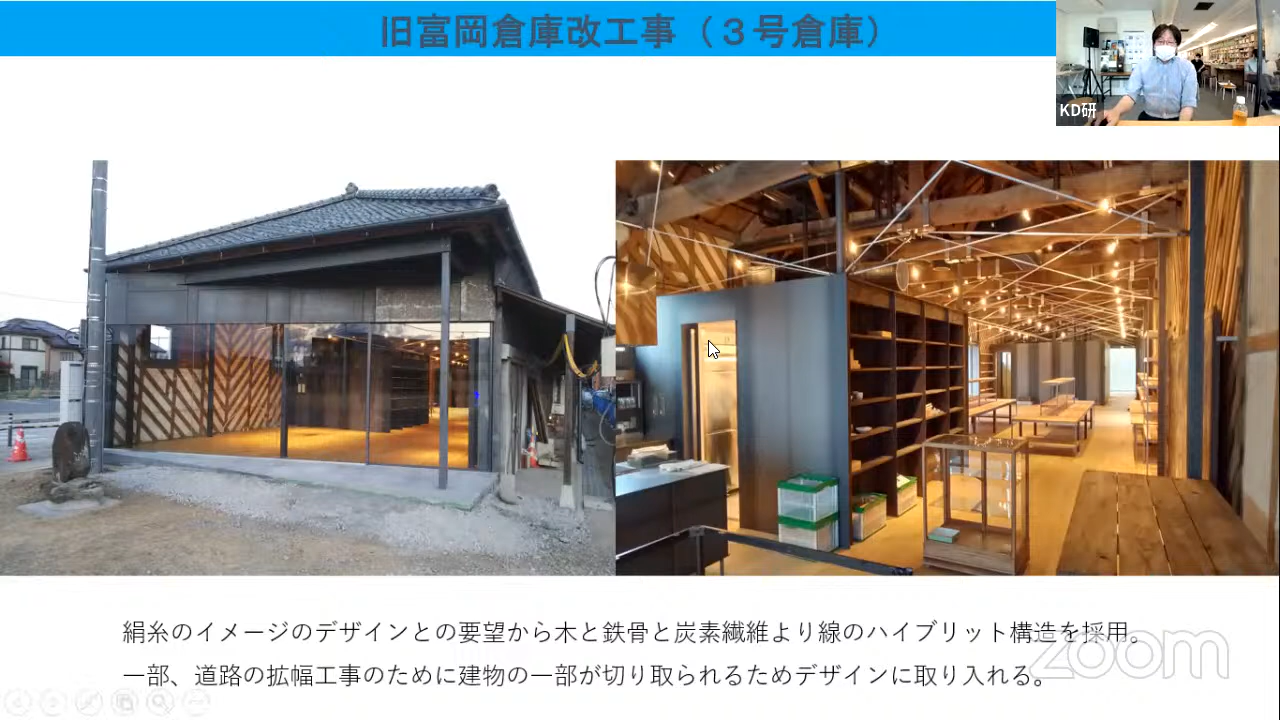 旧富岡倉庫改工事（３号倉庫）
KD研
絹糸のイメージのデザインとの要望から木と鉄骨と炭素繊維より線のハイブリット構造を採用。
一部、道路の拡幅工事のために建物の一部が切り取られるためデザインに取り入れる。
zoom